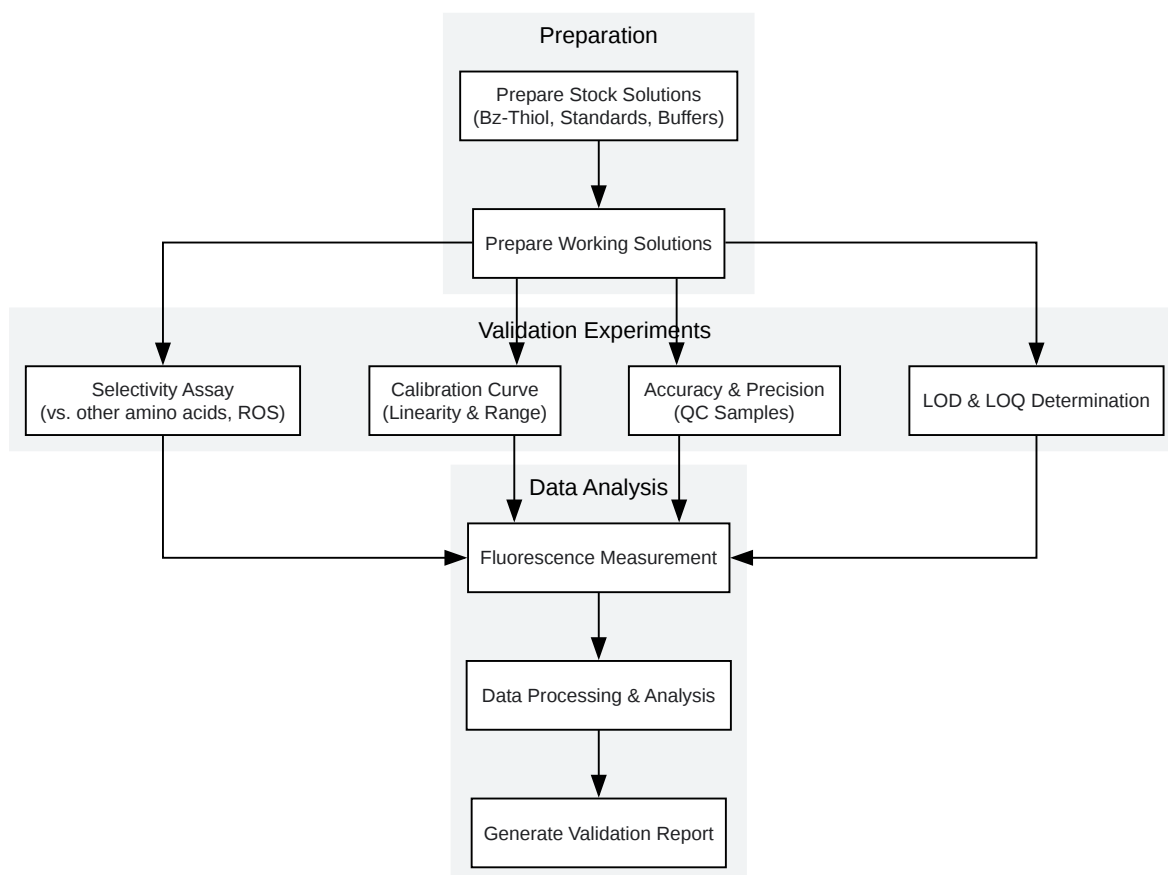 Preparation
Prepare Stock Solutions
(Bz-Thiol, Standards, Buffers)
Prepare Working Solutions
Validation Experiments
Selectivity Assay
(vs. other amino acids, ROS)
Calibration Curve
(Linearity & Range)
Accuracy & Precision
(QC Samples)
LOD & LOQ Determination
Data Analysis
Fluorescence Measurement
Data Processing & Analysis
Generate Validation Report